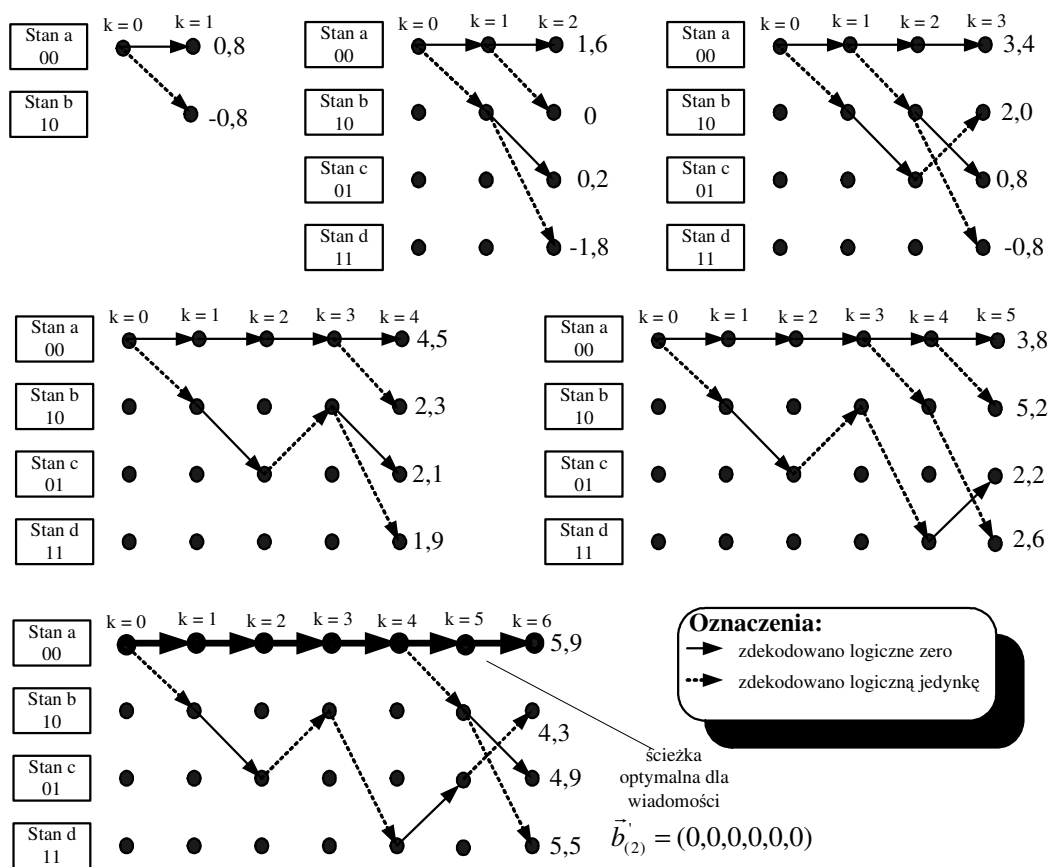 k = 0 k = 1
Stan a
00
0,8
Stan b
10
-0,8
k = 0 k = 1 k = 2
Stan a
00
1,6
Stan b
10
0
Stan c
01
0,2
Stan d
11
-1,8
k = 0 k = 1 k = 2 k = 3
Stan a
00
3,4
Stan b
10
2,0
Stan c
01
0,8
Stan d
11
-0,8
k = 0 k = 1 k = 2 k = 3 k = 4
Stan a
00
4,5
Stan b
10
2,3
Stan c
01
2,1
Stan d
11
1,9
k = 0 k = 1 k = 2 k = 3 k = 4 k = 5
Stan a
00
3,8
Stan b
10
5,2
Stan c
01
2,2
Stan d
11
2,6
k = 0 k = 1 k = 2 k = 3 k = 4 k = 5 k = 6
Stan a
00
5,9
Stan b
10
4,3
Stan c
01
4,9
Stan d
11
5,5
Oznaczenia:
zdekodowano logiczne zero
zdekodowano logiczną jedynkę
ścieżka
optymalna dla
wiadomości
b⃗'(2) = (0,0,0,0,0,0)